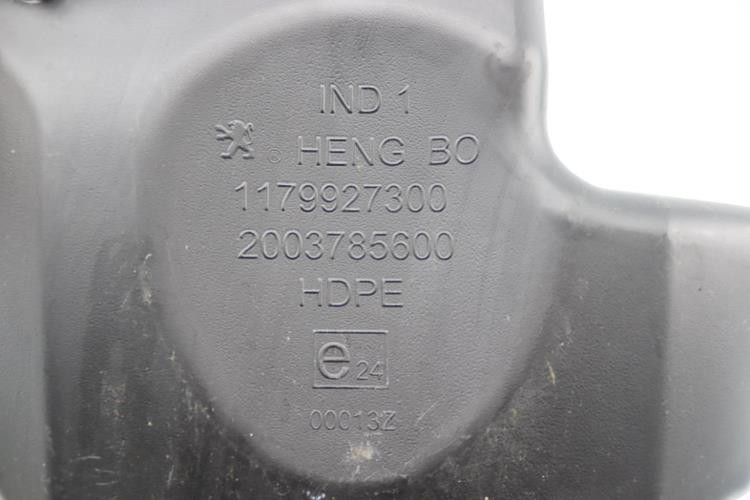 IND 1
® HENG BO
1179927300
2003785600
HDPE
e24
00013Z